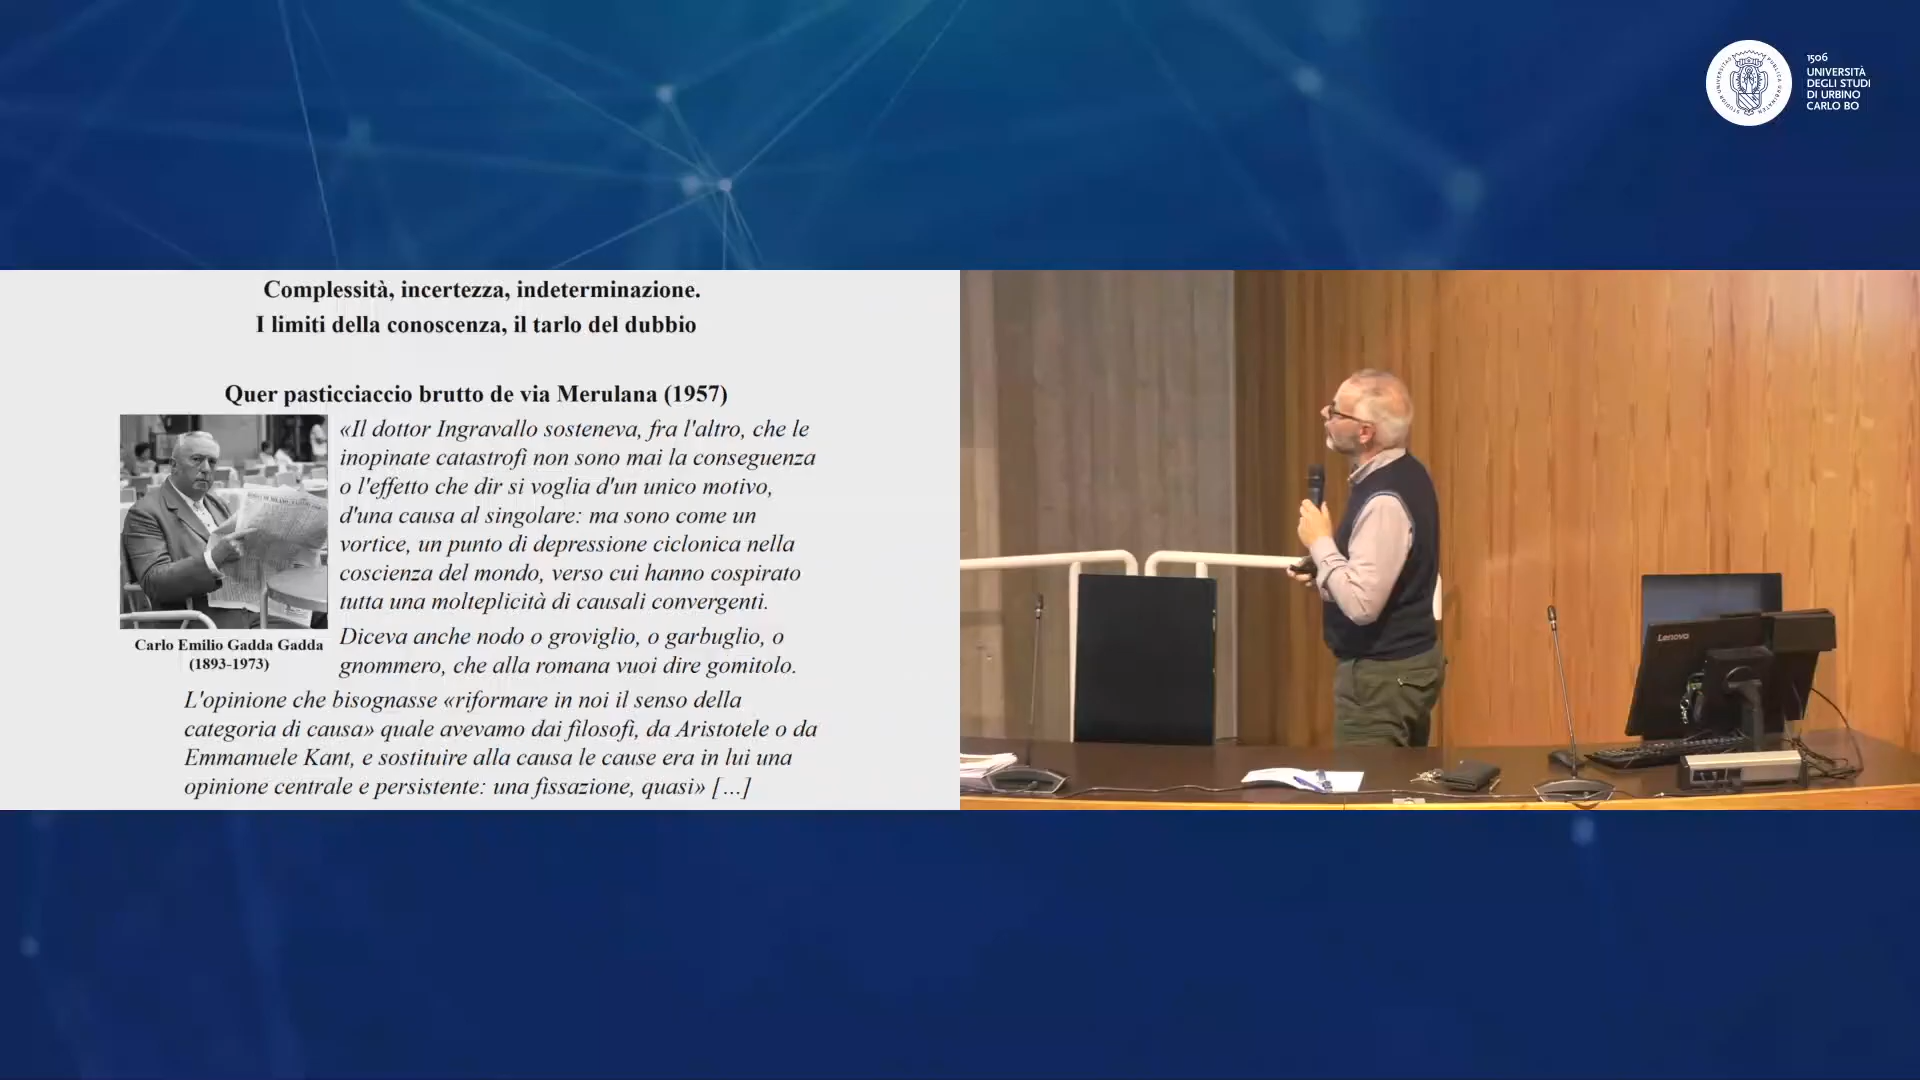 1506
UNIVERSITÀ
DEGLI STUDI
DI URBINO
CARLO BO
Complessità, incertezza, indeterminazione.
I limiti della conoscenza, il tarlo del dubbio
Quer pasticciaccio brutto de via Merulana (1957)
«Il dottor Ingravallo sosteneva, fra l'altro, che le
inopinate catastrofi non sono mai la conseguenza
o l'effetto che dir si voglia d'un unico motivo,
d'una causa al singolare: ma sono come un
vortice, un punto di depressione ciclonica nella
coscienza del mondo, verso cui hanno cospirato
tutta una molteplicità di causali convergenti.
Diceva anche nodo o groviglio, o garbuglio, o
gnommero, che alla romana vuoi dire gomitolo.
Carlo Emilio Gadda Gadda
(1893-1973)
L'opinione che bisognasse «riformare in noi il senso della
categoria di causa» quale avevamo dai filosofi, da Aristotele o da
Emmanuele Kant, e sostituire alla causa le cause era in lui una
opinione centrale e persistente: una fissazione, quasi» [...]
Lenovo